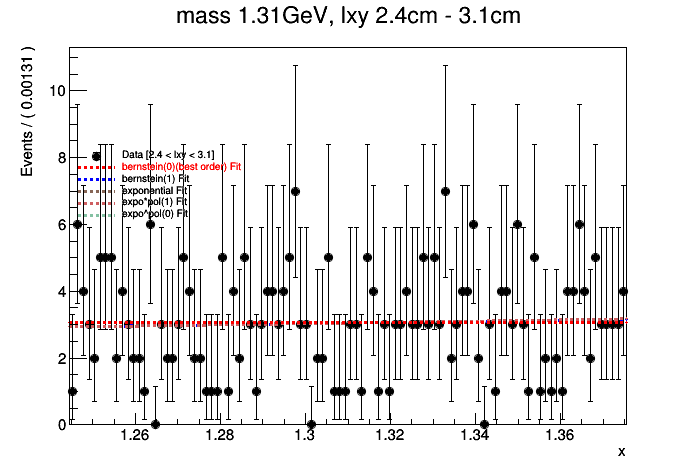 mass 1.31GeV, lxy 2.4cm - 3.1cm
Events / ( 0.00131 )
10
8
6
4
2
0
Data [2.4 < lxy < 3.1]
bernstein(0)(best order) Fit
bernstein(1) Fit
exponential Fit
expo*pol(1) Fit
expo*pol(0) Fit
1.26
1.28
1.3
1.32
1.34
1.36
x